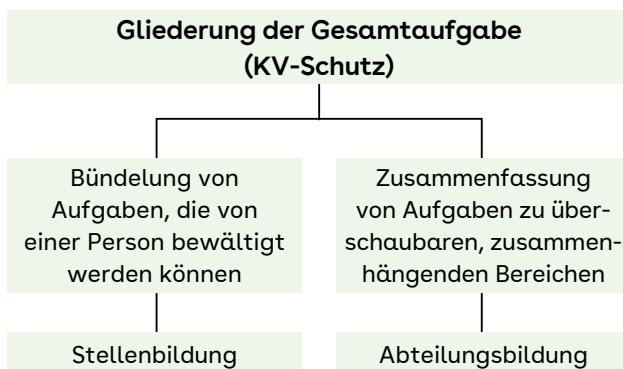 Gliederung der Gesamtaufgabe
(KV-Schutz)
Bündelung von
Aufgaben, die von
einer Person bewältigt
werden können
Zusammenfassung
von Aufgaben zu über-
schaubaren, zusammen-
hängenden Bereichen
Stellenbildung
Abteilungsbildung